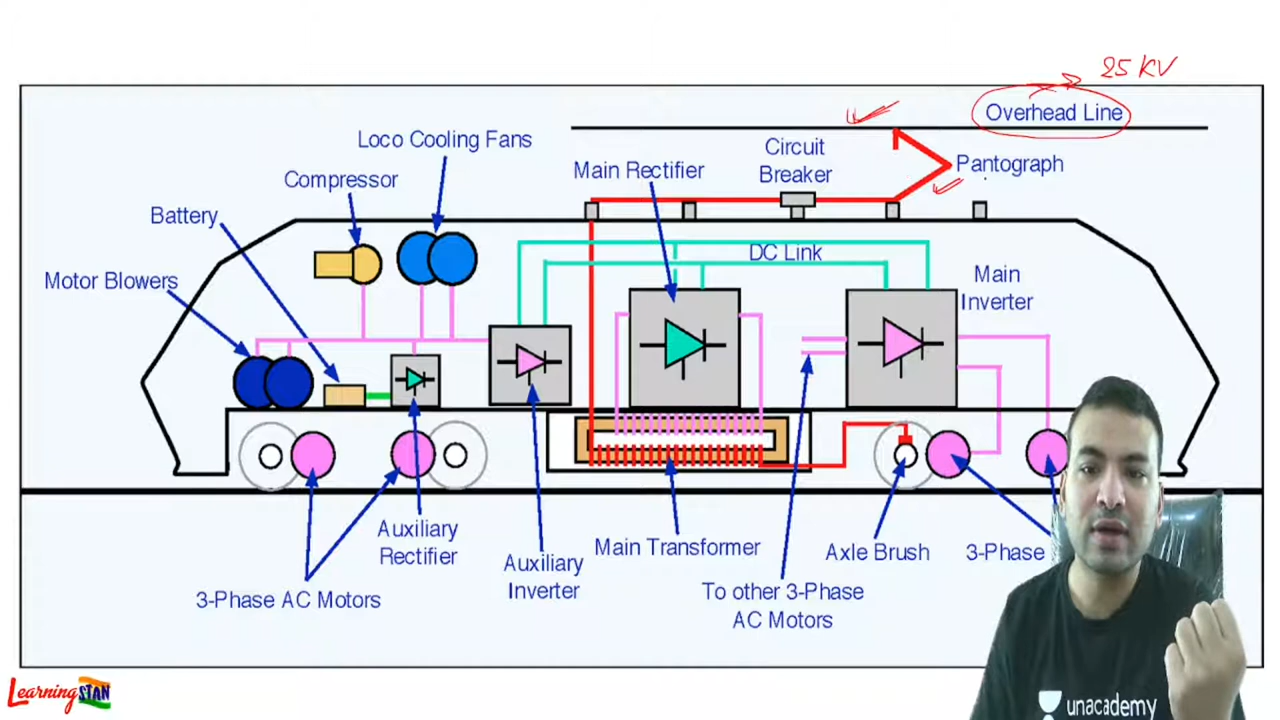 25 KV
Overhead Line
Loco Cooling Fans
Circuit
Breaker
Main Rectifier
Pantograph
Compressor
Battery
DC Link
Main
Inverter
Motor Blowers
Auxiliary
Rectifier
Auxiliary
Inverter
Main Transformer
Axle Brush
3-Phase
3-Phase AC Motors
To other 3-Phase
AC Motors
Learningstan
unacademy